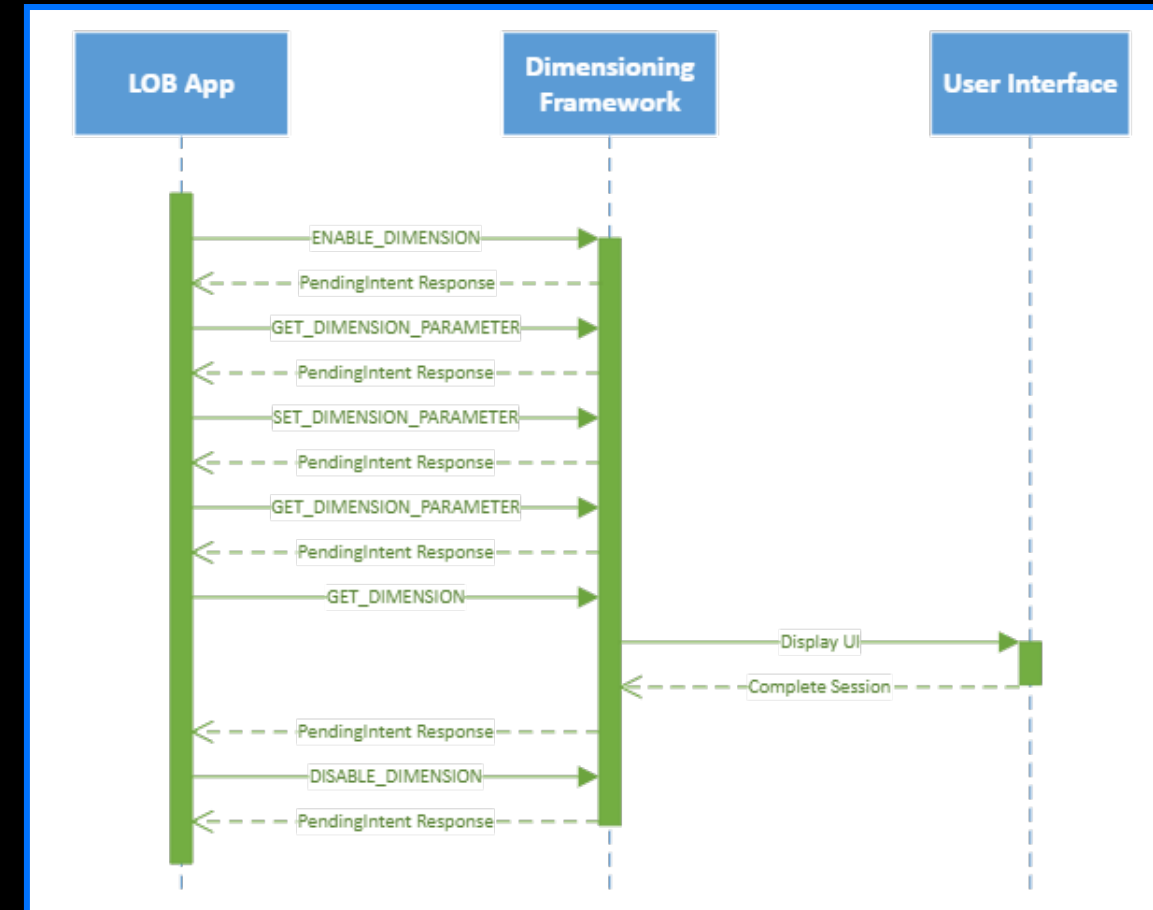 LOB App
Dimensioning
Framework
User Interface
ENABLE_DIMENSION
PendingIntent Response
GET_DIMENSION_PARAMETER
PendingIntent Response
SET_DIMENSION_PARAMETER
PendingIntent Response
GET_DIMENSION_PARAMETER
PendingIntent Response
GET_DIMENSION
Display UI
Complete Session
PendingIntent Response
DISABLE_DIMENSION
PendingIntent Response